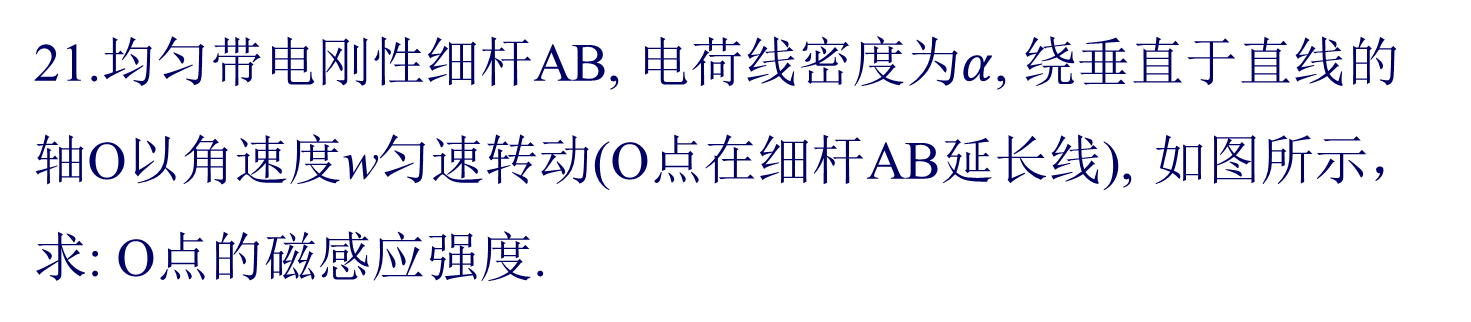 21.均匀带电刚性细杆AB, 电荷线密度为α, 绕垂直于直线的
轴O以角速度w匀速转动(O点在细杆AB延长线), 如图所示，
求: O点的磁感应强度.